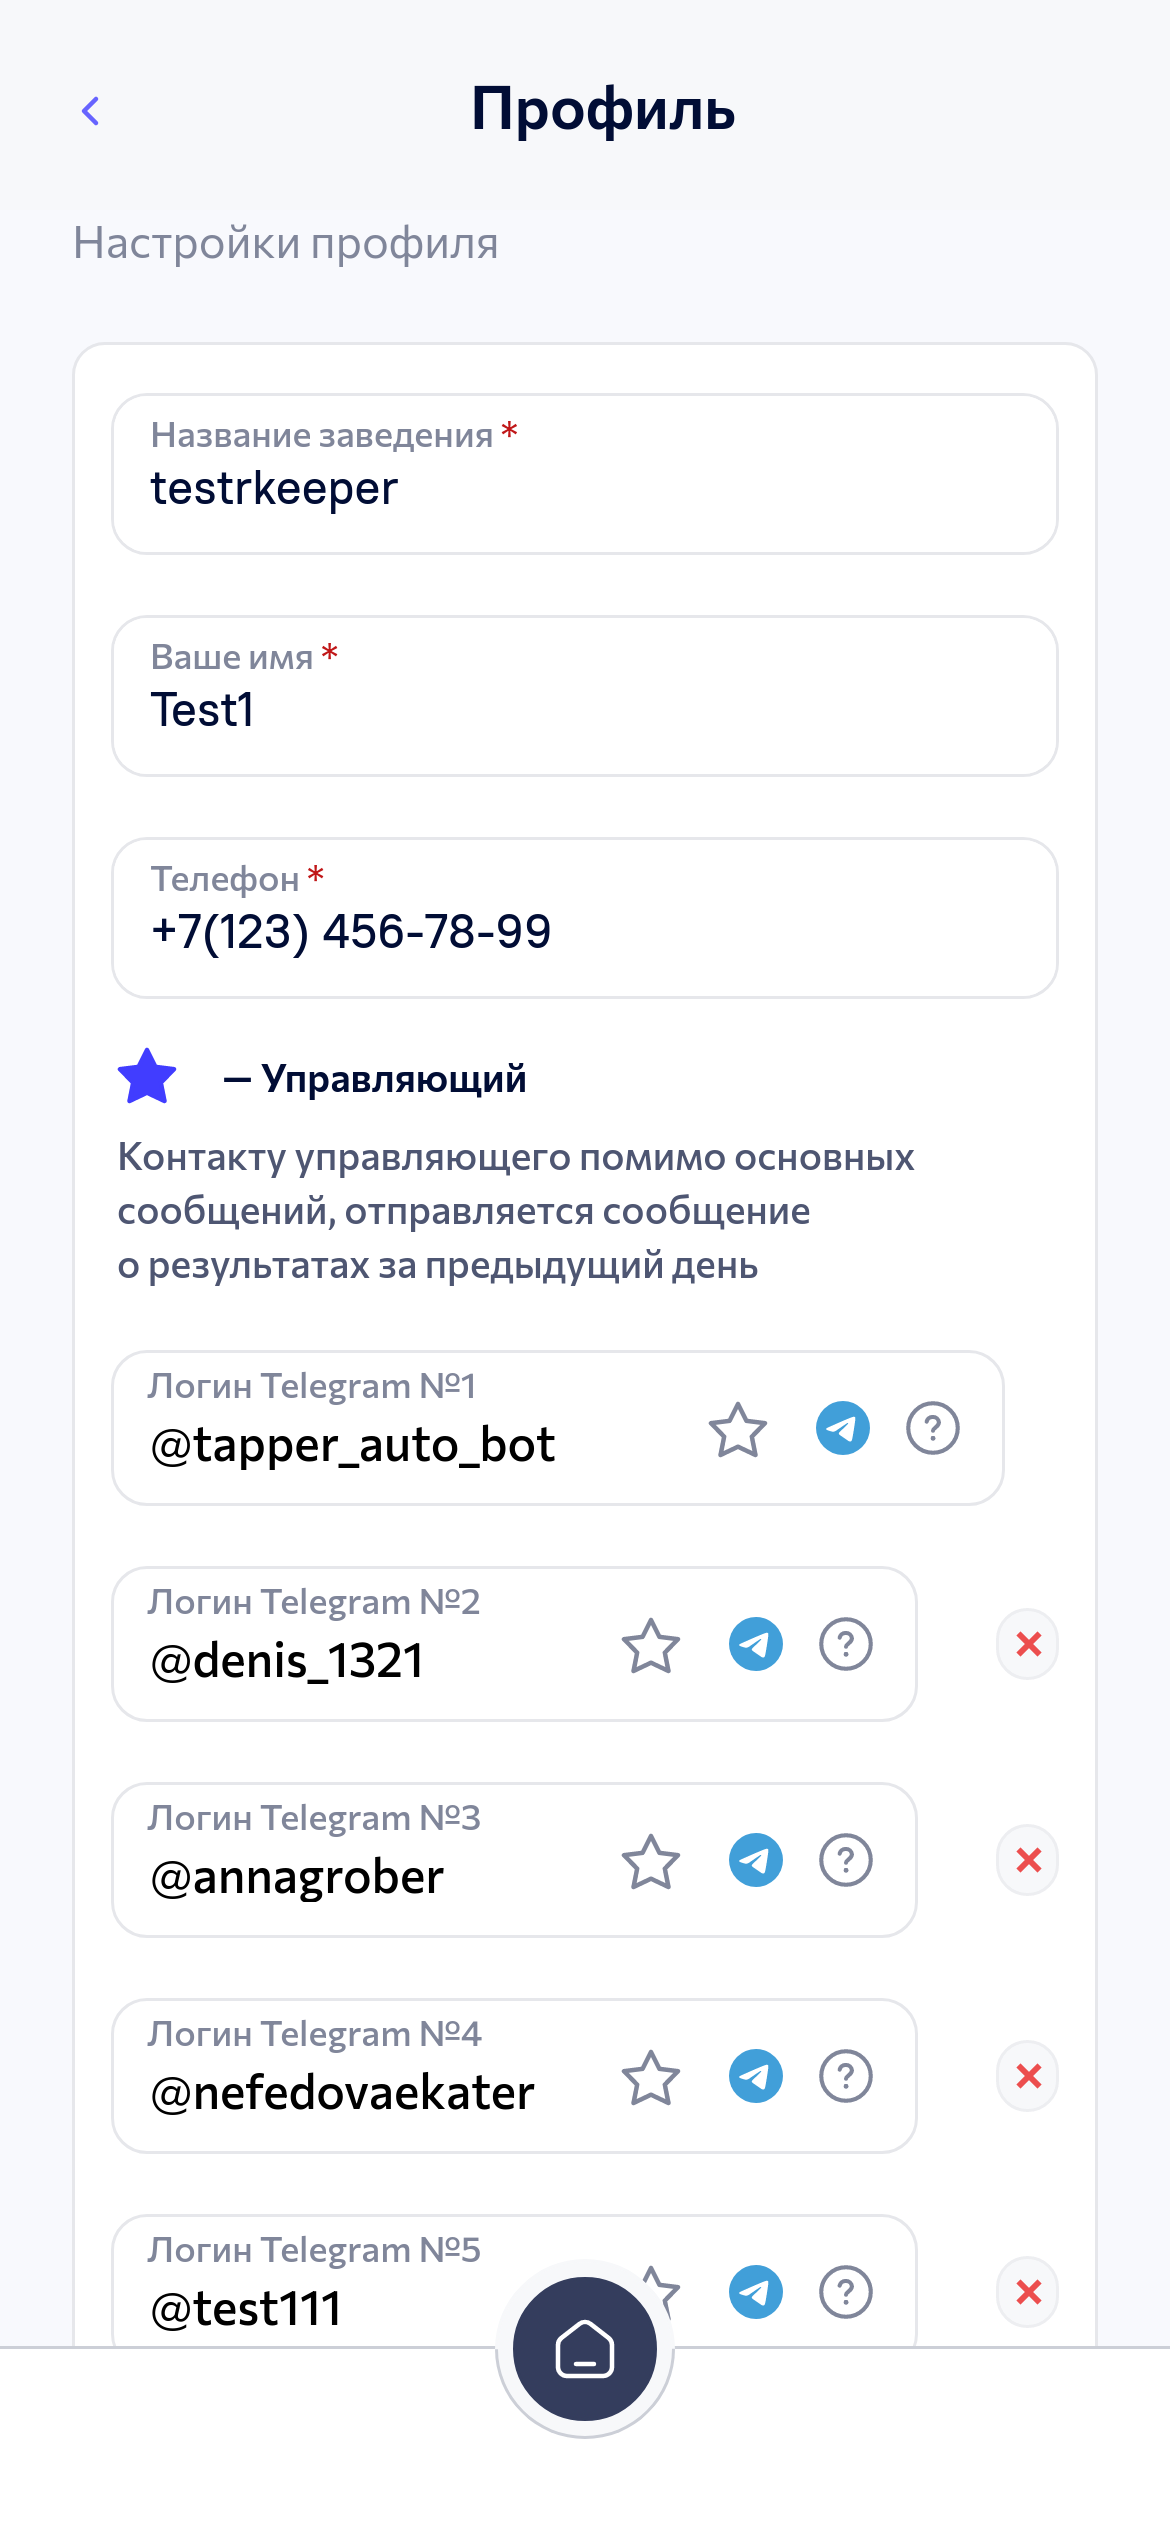 Профиль
Настройки профиля
Название заведения *
testrkeeper
Ваше имя *
Test1
Телефон *
+7(123) 456-78-99
— Управляющий
Контакту управляющего помимо основных
сообщений, отправляется сообщение
о результатах за предыдущий день
Логин Telegram №1
@tapper_auto_bot
Логин Telegram №2
@denis_1321
Логин Telegram №3
@annagrober
Логин Telegram №4
@nefedovaekater
Логин Telegram №5
@test111